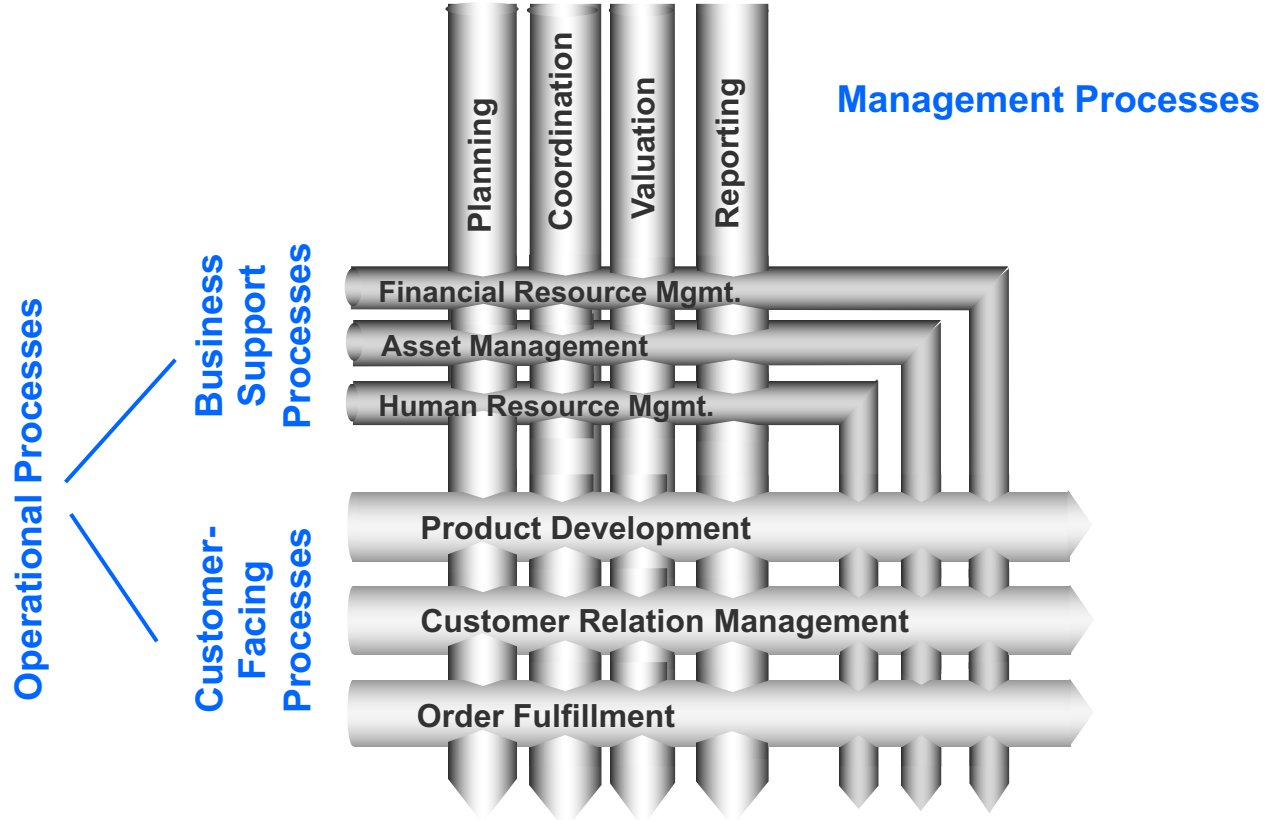 Planning
Coordination
Valuation
Reporting
Management Processes
Operational Processes
Business
Support
Processes
Financial Resource Mgmt.
Asset Management
Human Resource Mgmt.
Customer-
Facing
Processes
Product Development
Customer Relation Management
Order Fulfillment